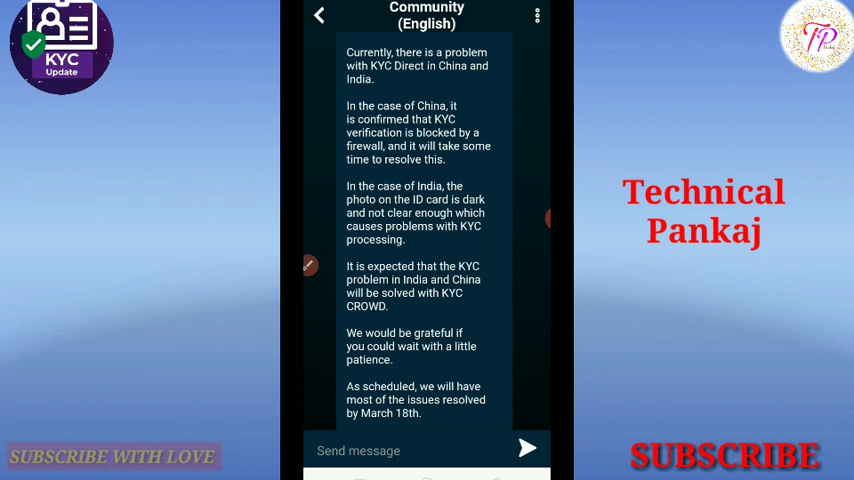 KYC
Update
Community
(English)
Currently, there is a problem
with KYC Direct in China and
India.
In the case of China, it
is confirmed that KYC
verification is blocked by a
firewall, and it will take some
time to resolve this.
In the case of India, the
photo on the ID card is dark
and not clear enough which
causes problems with KYC
processing.
It is expected that the KYC
problem in India and China
will be solved with KYC
CROWD.
We would be grateful if
you could wait with a little
patience.
As scheduled, we will have
most of the issues resolved
by March 18th.
Send message
TP
Technical
Pankaj
SUBSCRIBE WITH LOVE
SUBSCRIBE